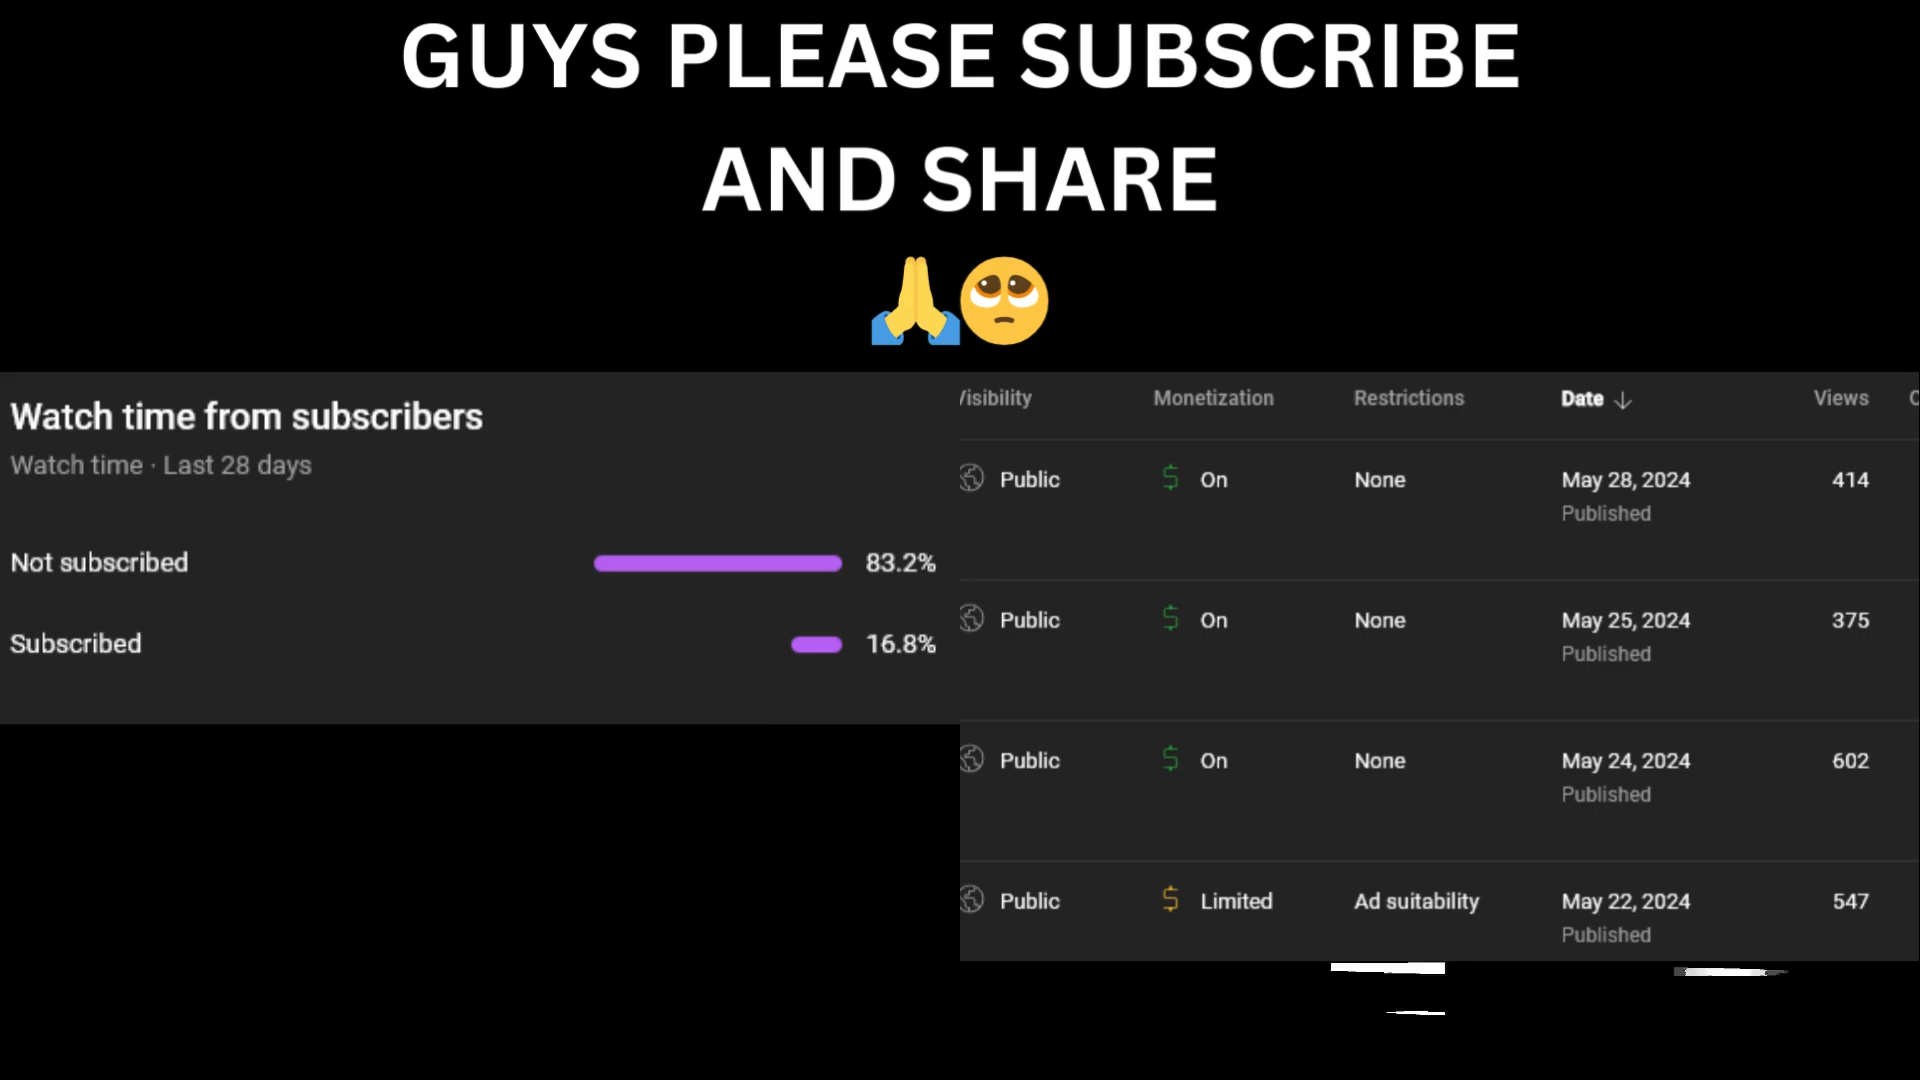 GUYS PLEASE SUBSCRIBE
AND SHARE
🙏🥺
Watch time from subscribers
Watch time · Last 28 days
Not subscribed 83.2%
Subscribed 16.8%
Visibility Monetization Restrictions Date ↓ Views
Public On None May 28, 2024 414
Published
Public On None May 25, 2024 375
Published
Public On None May 24, 2024 602
Published
Public Limited Ad suitability May 22, 2024 547
Published